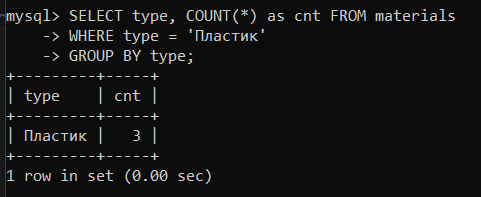 mysql> SELECT type, COUNT(*) as cnt FROM materials
    -> WHERE type = 'Пластик'
    -> GROUP BY type;
+---------+-----+
| type    | cnt |
+---------+-----+
| Пластик |   3 |
+---------+-----+
1 row in set (0.00 sec)